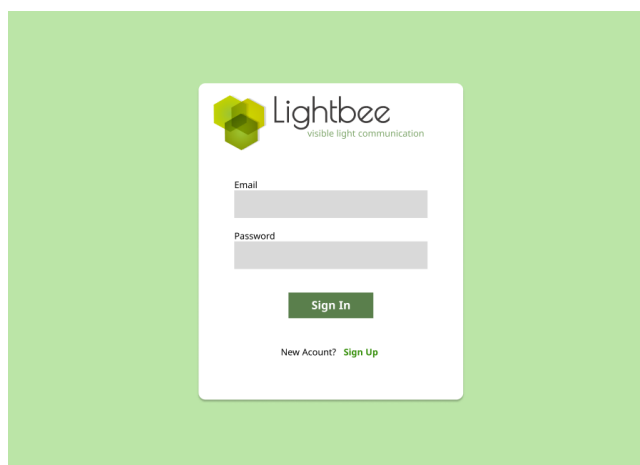 Lightbee
visible light communication
Email
Password
Sign In
New Acount? Sign Up